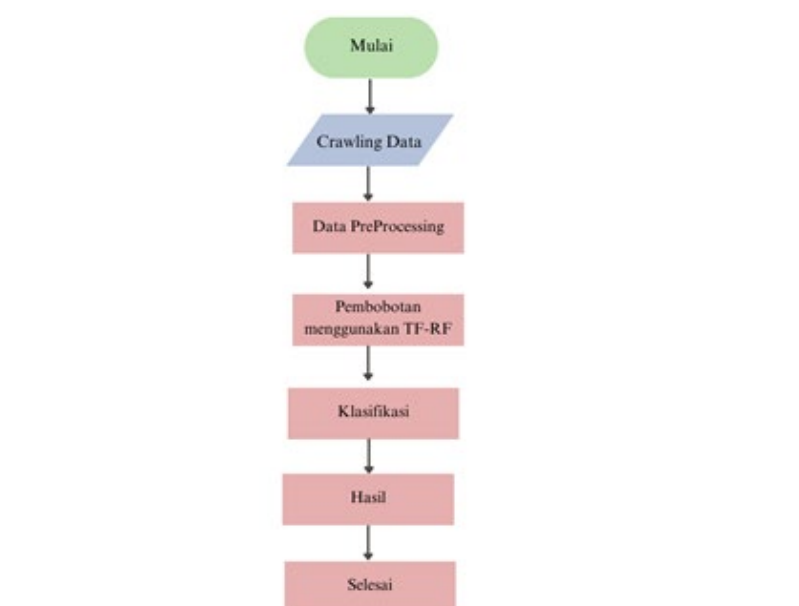 Mulai
Crawling Data
Data PreProcessing
Pembobotan
menggunakan TF-RF
Klasifikasi
Hasil
Selesai